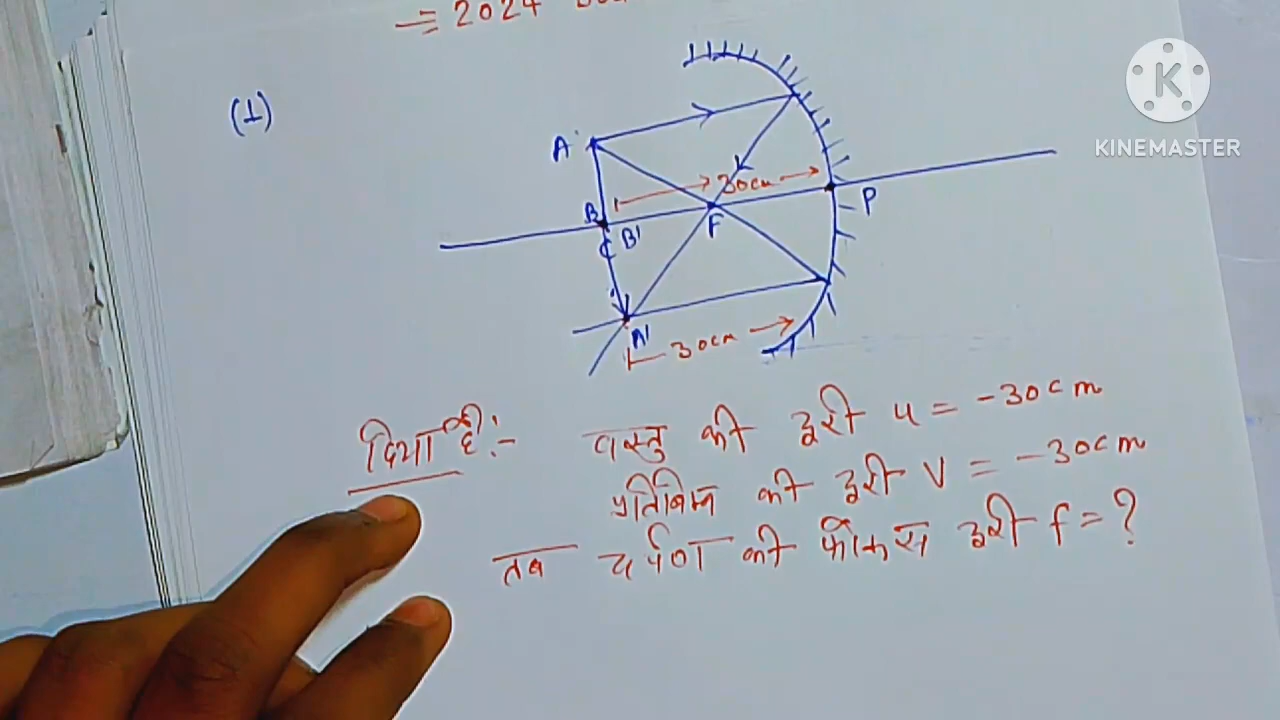 ⇒ 2024
(1)
K
KINEMASTER
A
30cm
B
P
C B' F
A'
30cm
दिया है:- वस्तु की दूरी u = -30cm
प्रतिबिम्ब की दूरी v = -30cm
तब दर्पण की फोकस दूरी f = ?